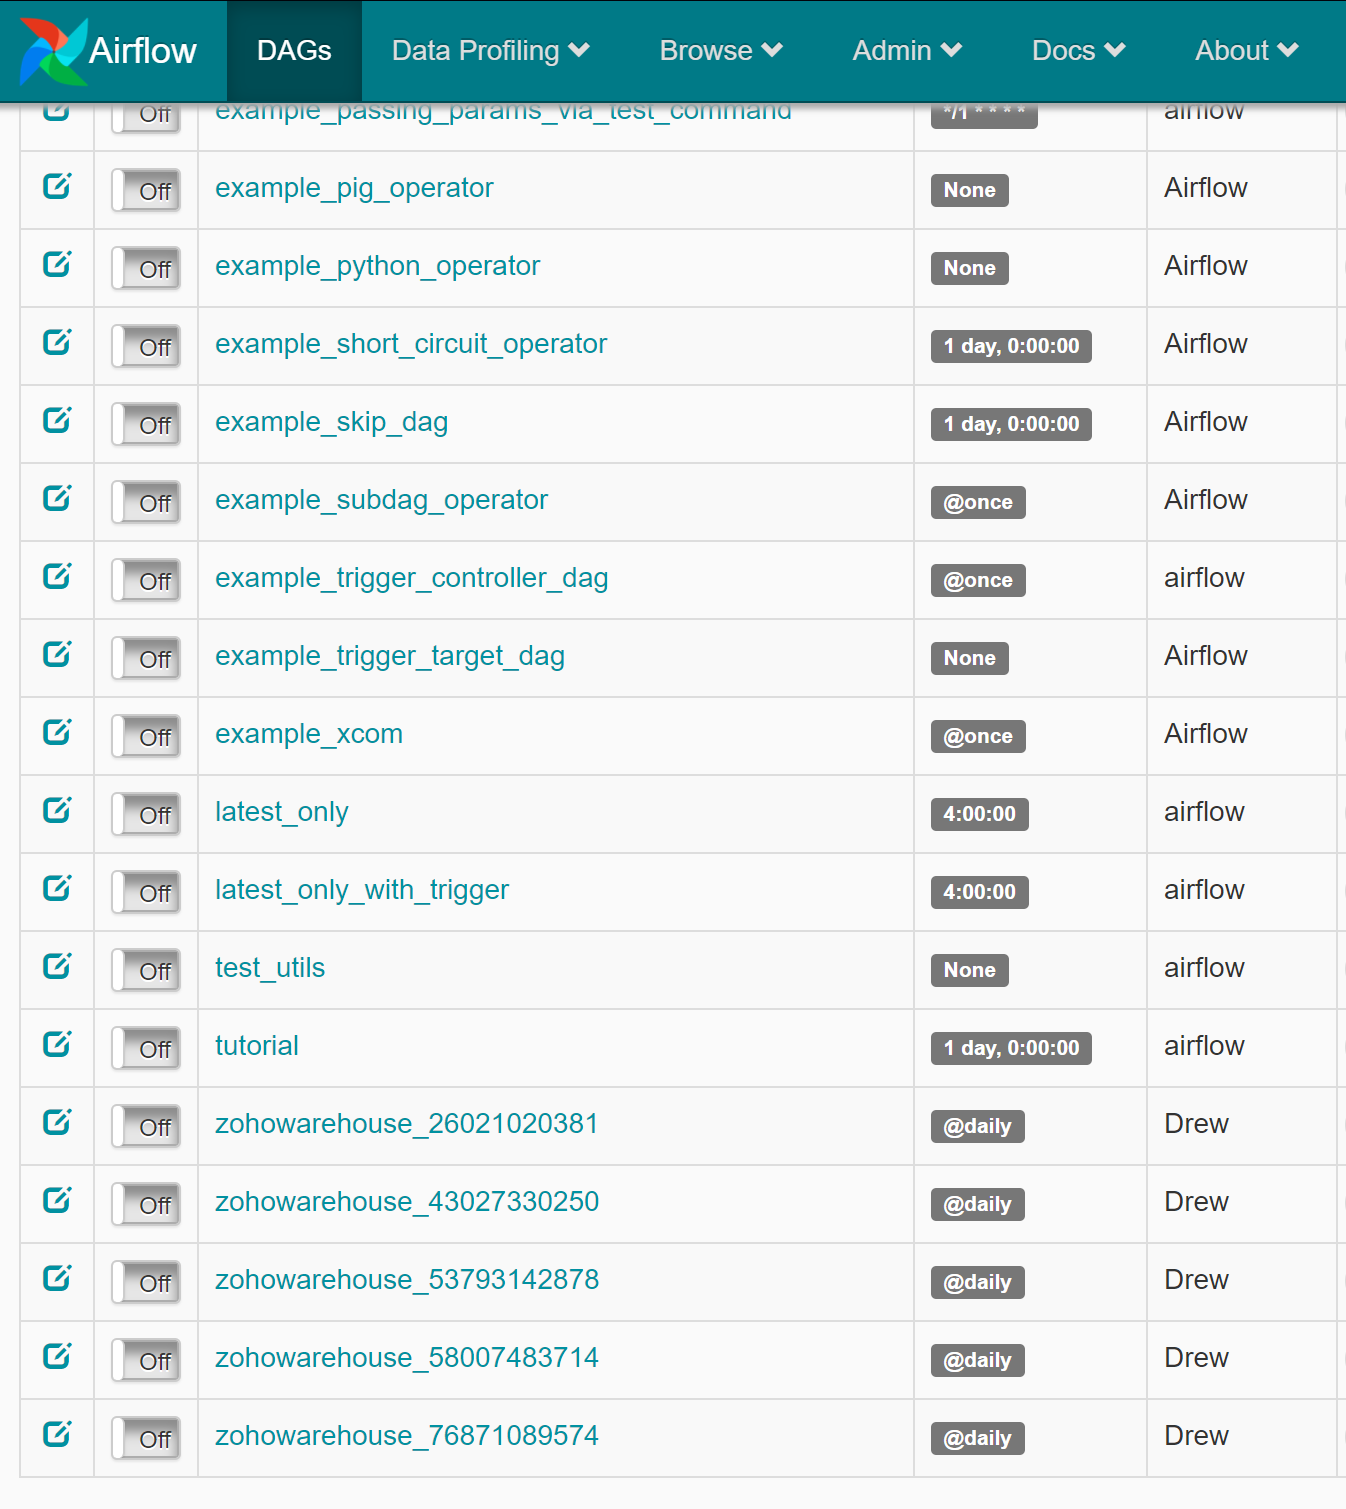 Airflow DAGs Data Profiling Browse Admin Docs About
Off example_passing_params_via_test_command */1 * * * * airflow
Off example_pig_operator None Airflow
Off example_python_operator None Airflow
Off example_short_circuit_operator 1 day, 0:00:00 Airflow
Off example_skip_dag 1 day, 0:00:00 Airflow
Off example_subdag_operator @once Airflow
Off example_trigger_controller_dag @once airflow
Off example_trigger_target_dag None Airflow
Off example_xcom @once Airflow
Off latest_only 4:00:00 airflow
Off latest_only_with_trigger 4:00:00 airflow
Off test_utils None airflow
Off tutorial 1 day, 0:00:00 airflow
Off zohowarehouse_26021020381 @daily Drew
Off zohowarehouse_43027330250 @daily Drew
Off zohowarehouse_53793142878 @daily Drew
Off zohowarehouse_58007483714 @daily Drew
Off zohowarehouse_76871089574 @daily Drew